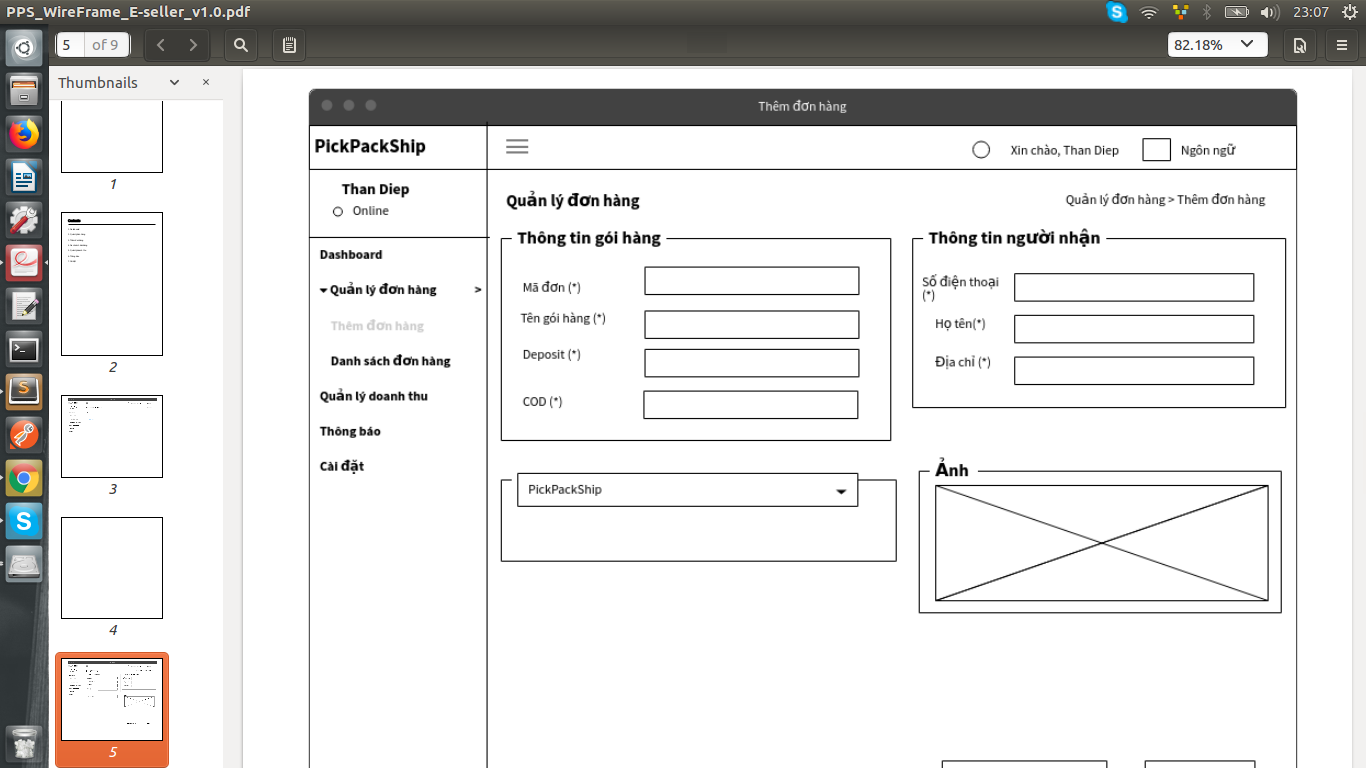 PPS_WireFrame_E-seller_v1.0.pdf
23:07
5 of 9
82.18%
Thumbnails
1
2
3
4
5
Thêm đơn hàng
PickPackShip
Xin chào, Than Diep
Ngôn ngữ
Than Diep
Online
Quản lý đơn hàng
Quản lý đơn hàng > Thêm đơn hàng
Dashboard
Quản lý đơn hàng >
Thêm đơn hàng
Danh sách đơn hàng
Quản lý doanh thu
Thông báo
Cài đặt
Thông tin gói hàng
Mã đơn (*)
Tên gói hàng (*)
Deposit (*)
COD (*)
Thông tin người nhận
Số điện thoại
(*)
Họ tên(*)
Địa chỉ (*)
PickPackShip
Ảnh